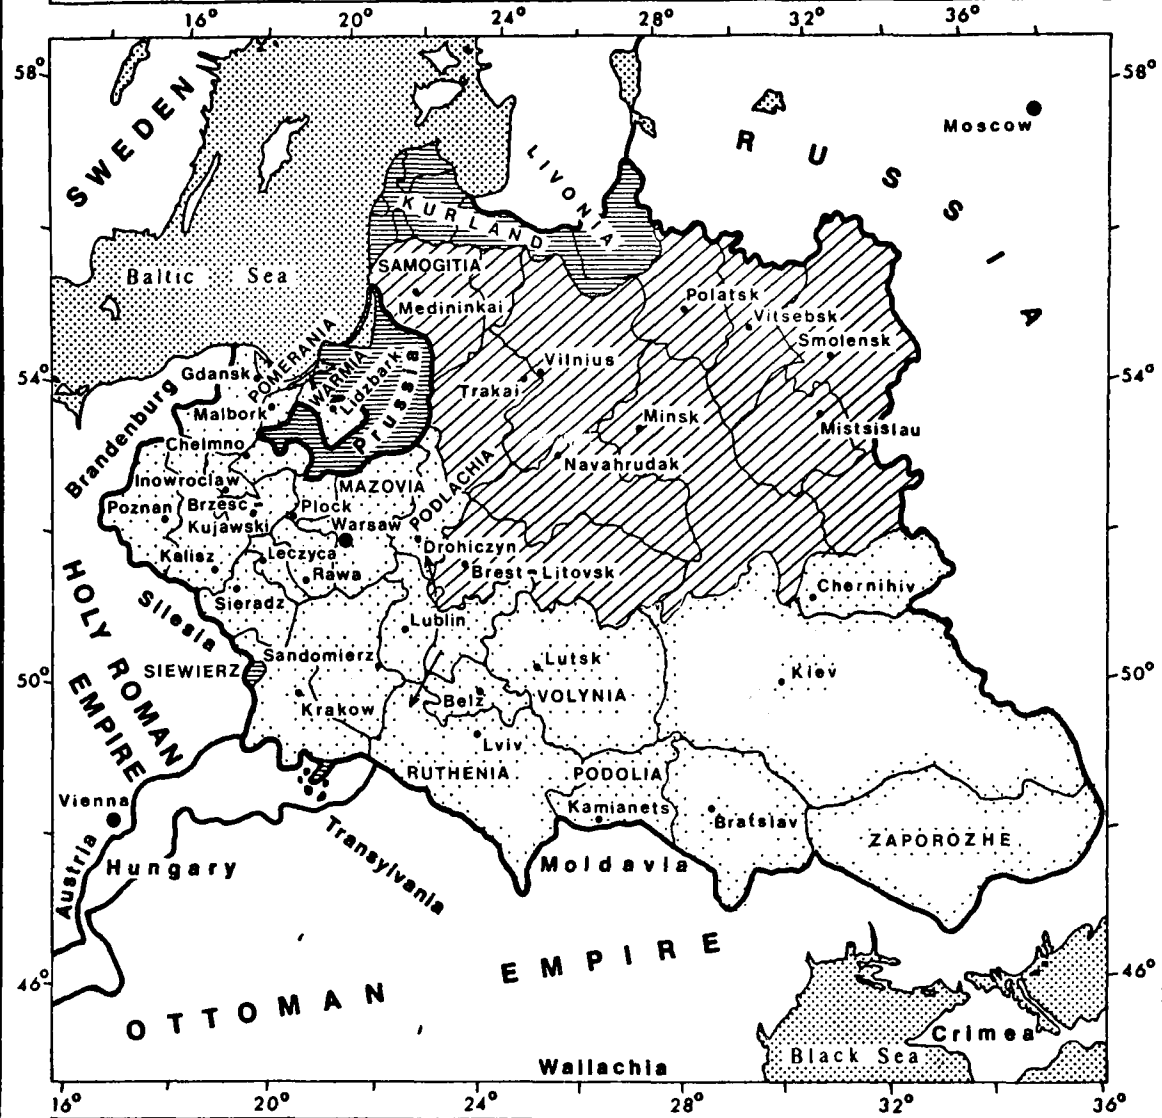 16° 20° 24° 28° 32° 36°
58° 58°
SWEDEN
Moscow
RUSSIA
LIVONIA
KURLAND
Baltic Sea
SAMOGITIA
Medininkai
Polatsk
Vitsebsk
Smolensk
POMERANIA
WARMIA
Lidzbark
Prussia
Gdansk
Vilnius
54° 54°
Trakai
Brandenburg
Malbork
Minsk
Mistsislau
Chelmno
Navahrudak
Inowroclaw
MAZOVIA
PODLACHIA
Poznan
Brzesc
Kujawski
Plock
Warsaw
Drohiczyn
Kalisz
Leczyca
Rawa
Brest-Litovsk
Chernihiv
Sieradz
Silesia
Lublin
HOLY ROMAN
EMPIRE
SIEWIERZ
Sandomierz
Lutsk
Kiev
50° 50°
VOLYNIA
Belz
Krakow
Lviv
RUTHENIA
PODOLIA
Vienna
Kamianets
Bratslav
ZAPOROZHE
Transylvania
Hungary
Moldavia
Austria
46° 46°
OTTOMAN EMPIRE
Crimea
Black Sea
Wallachia
16° 20° 24° 28° 32° 36°